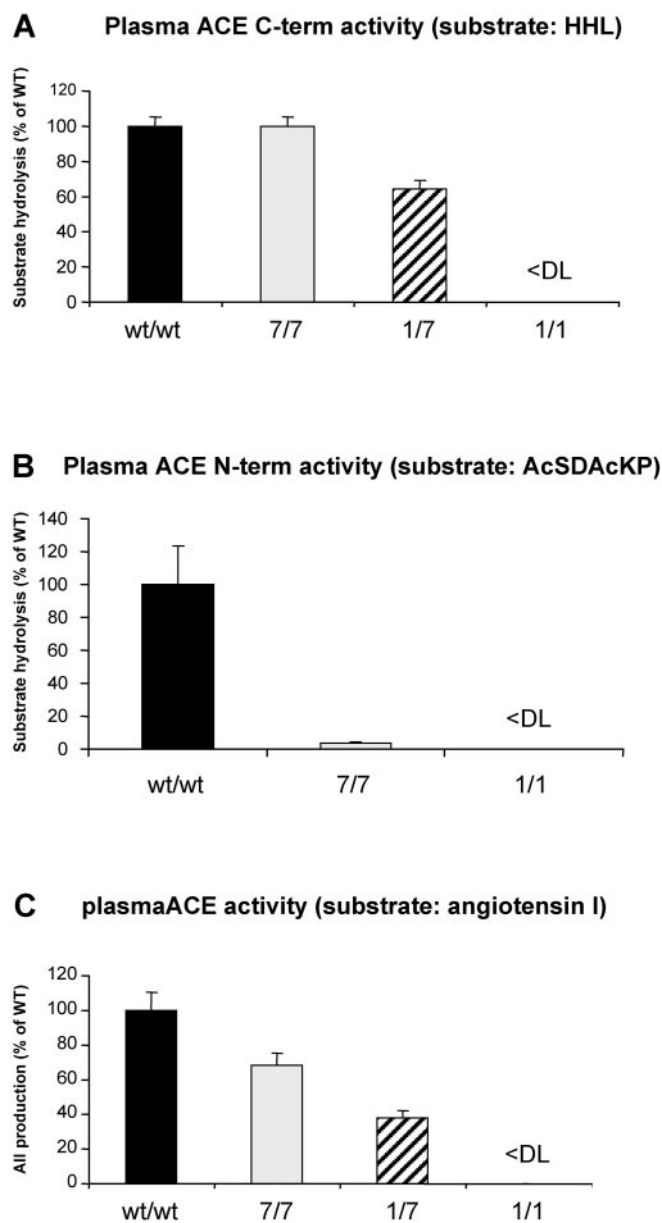 A Plasma ACE C-term activity (substrate: HHL)
Substrate hydrolysis (% of WT)
120
100
80
60
40
20
0
<DL
wt/wt 7/7 1/7 1/1
B Plasma ACE N-term activity (substrate: AcSDAcKP)
Substrate hydrolysis (% of WT)
140
120
100
80
60
40
20
0
<DL
wt/wt 7/7 1/1
C plasmaACE activity (substrate: angiotensin I)
AII production (% of WT)
120
100
80
60
40
20
0
<DL
wt/wt 7/7 1/7 1/1